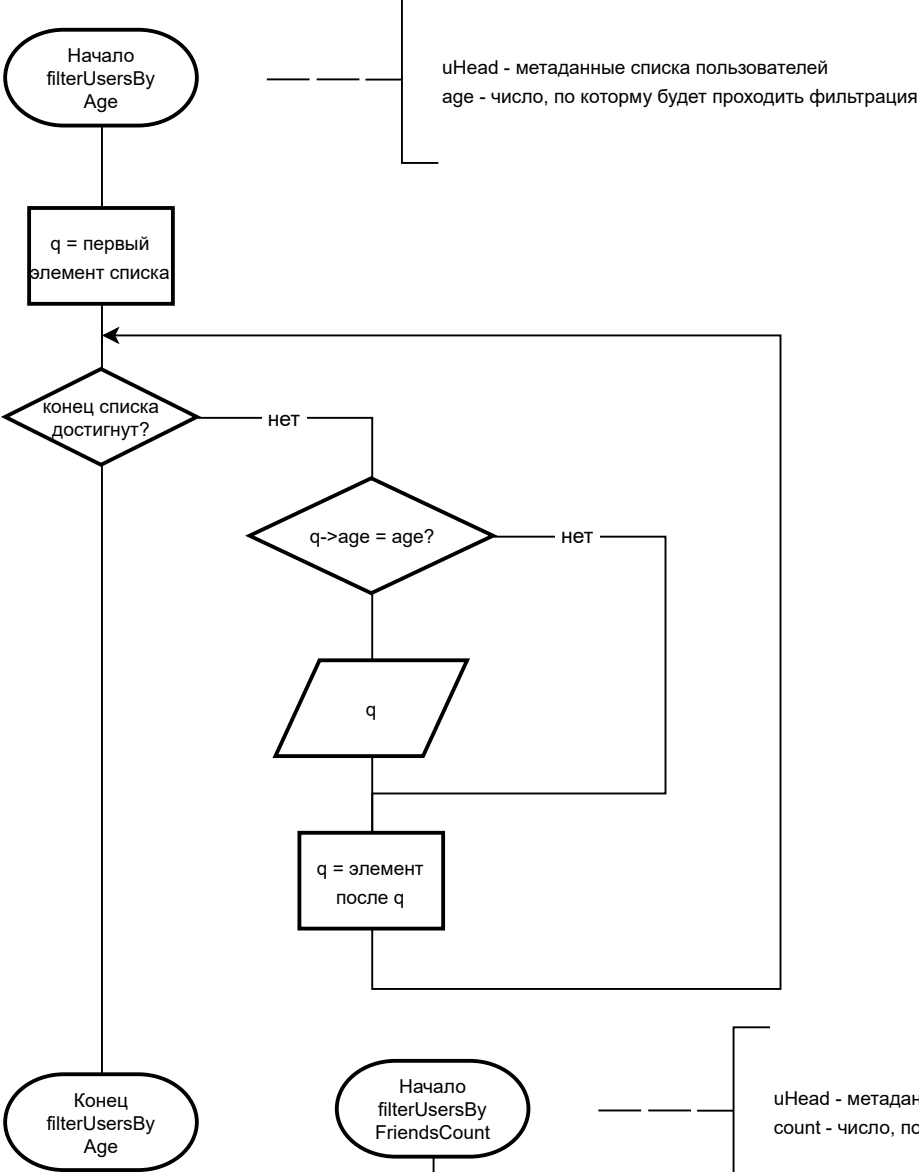 Начало
filterUsersBy
Age
uHead - метаданные списка пользователей
age - число, по которму будет проходить фильтрация
q = первый
элемент списка
конец списка
достигнут?
нет
q->age = age?
нет
q
q = элемент
после q
Конец
filterUsersBy
Age
Начало
filterUsersBy
FriendsCount
uHead - метадан
count - число, по